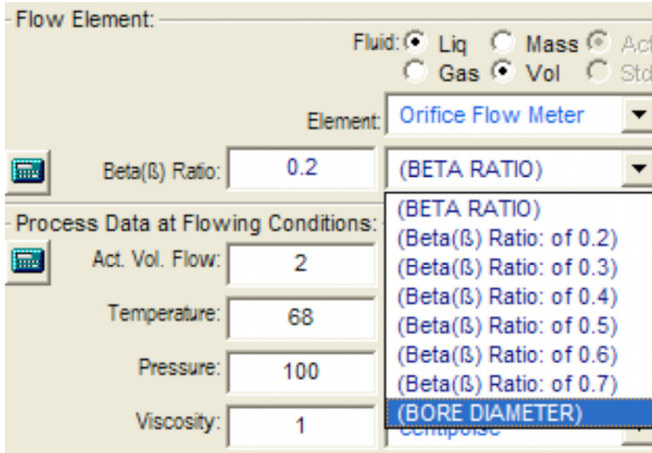 Flow Element:
Fluid: Liq Mass Act
Gas Vol Std
Element: Orifice Flow Meter
Beta(ß) Ratio: 0.2 (BETA RATIO)
(BETA RATIO)
(Beta(ß) Ratio: of 0.2)
(Beta(ß) Ratio: of 0.3)
(Beta(ß) Ratio: of 0.4)
(Beta(ß) Ratio: of 0.5)
(Beta(ß) Ratio: of 0.6)
(Beta(ß) Ratio: of 0.7)
(BORE DIAMETER)
Process Data at Flowing Conditions:
Act. Vol. Flow: 2
Temperature: 68
Pressure: 100
Viscosity: 1 centipoise